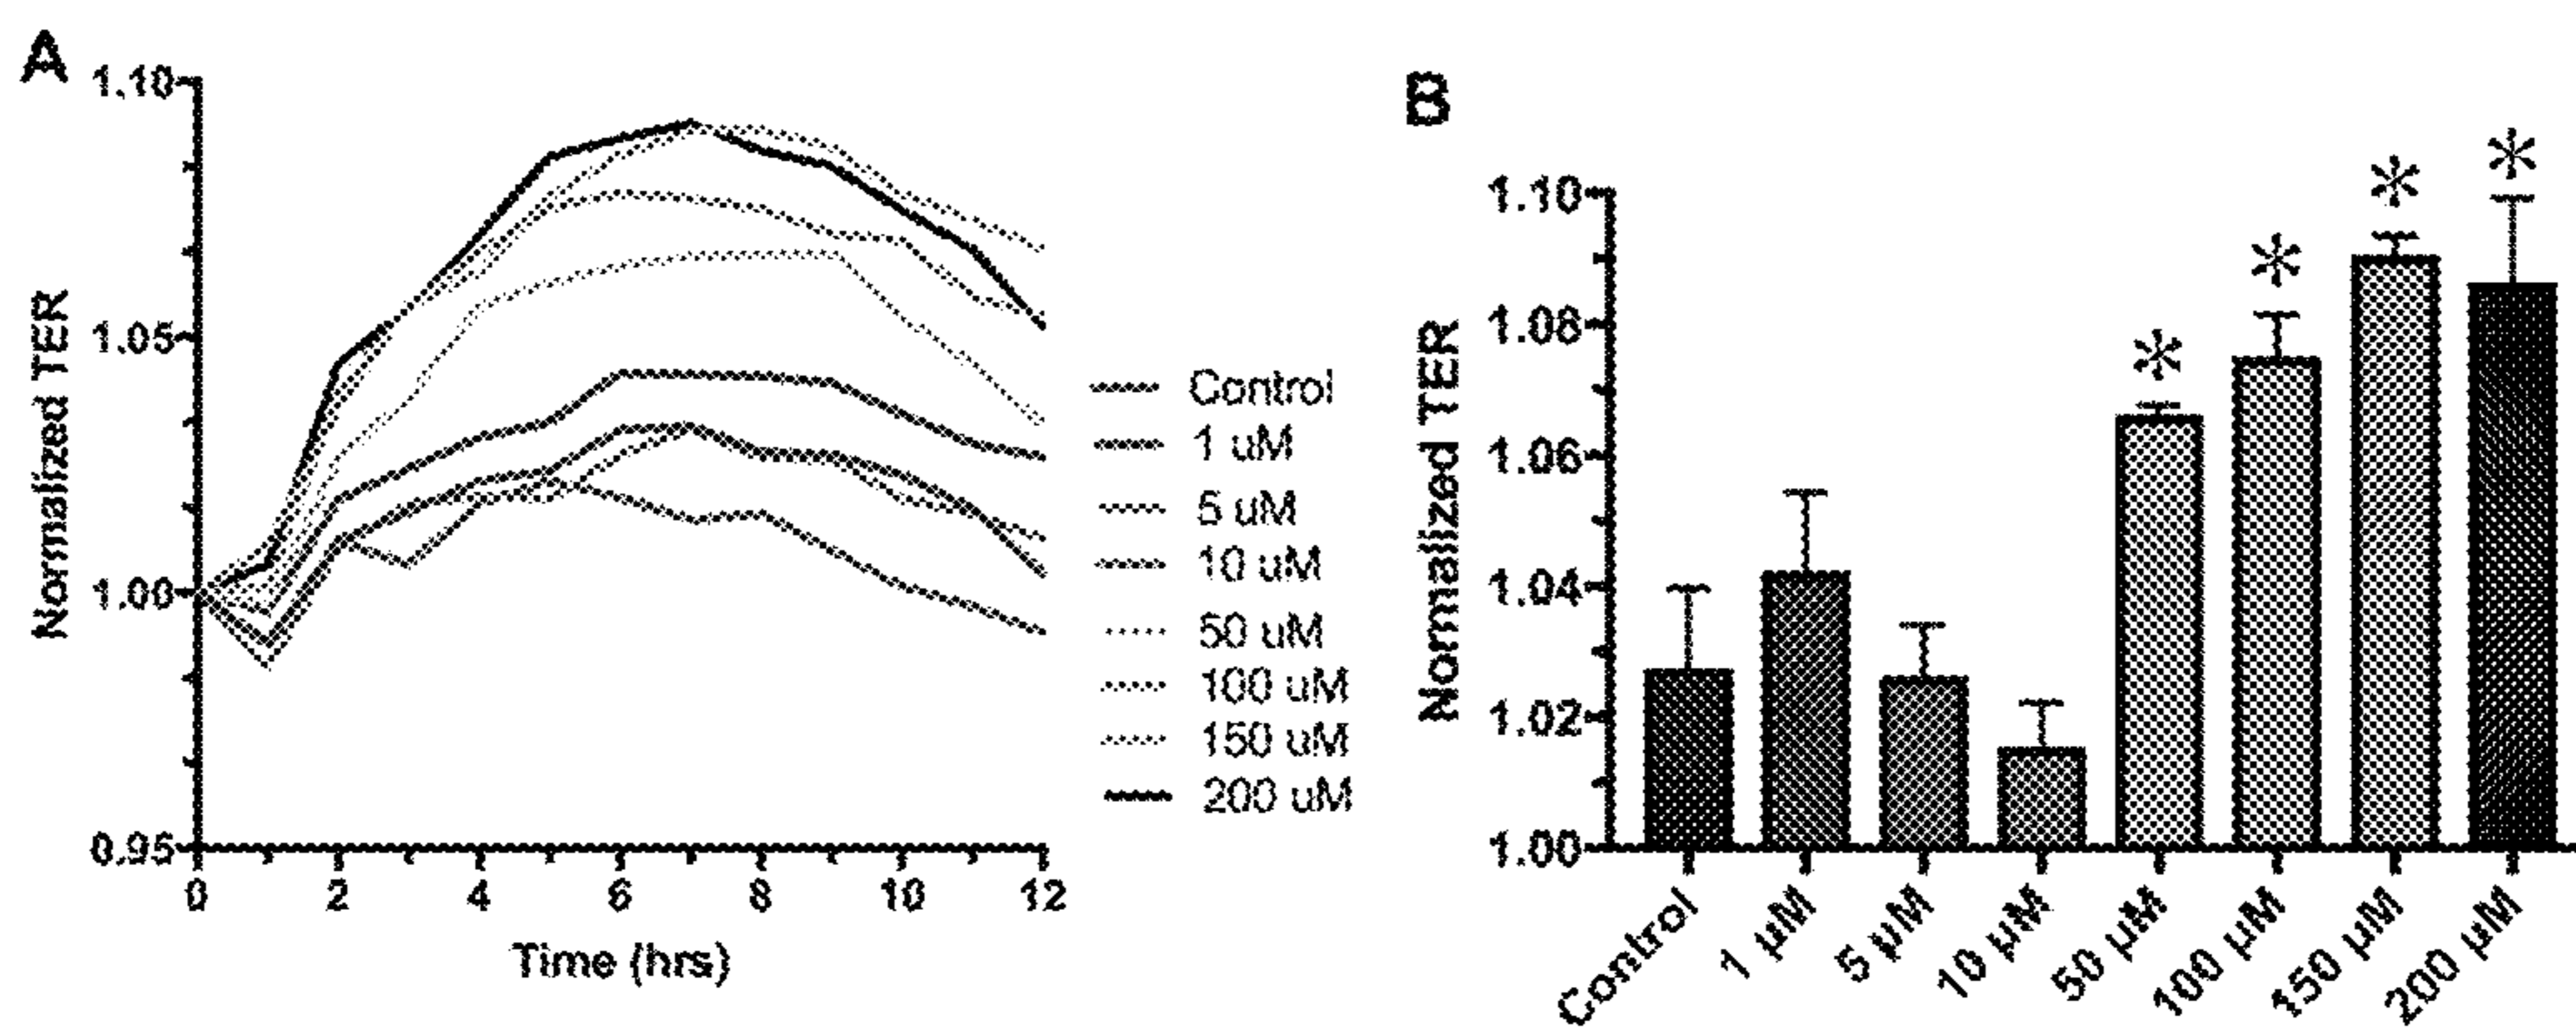 A
1.10
1.05
1.00
0.95
Normalized TER
0
2
4
6
8
10
12
Time (hrs)
Control
1 uM
5 uM
10 uM
50 uM
100 uM
150 uM
200 uM
B
1.10
1.08
1.06
1.04
1.02
1.00
Normalized TER
*
*
*
*
Control
1 µM
5 µM
10 µM
50 µM
100 µM
150 µM
200 µM